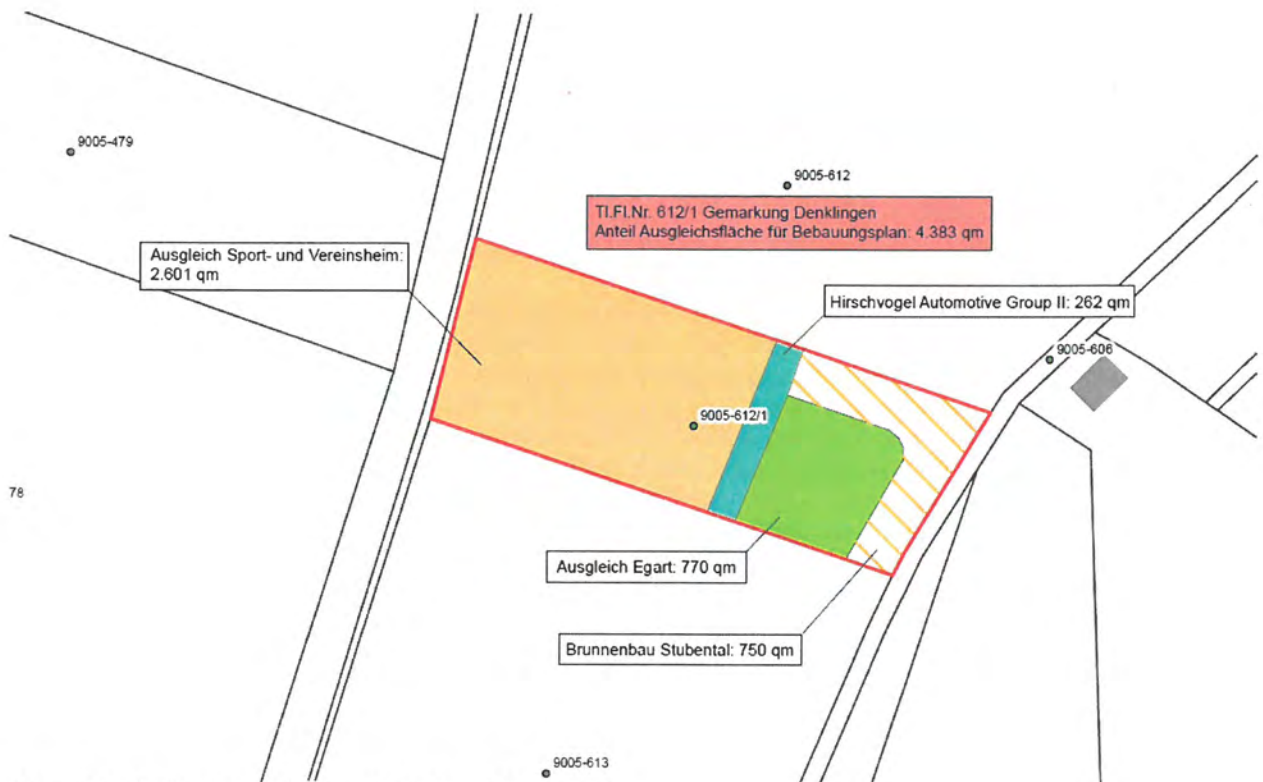 9005-479
9005-612
Tl.Fl.Nr. 612/1 Gemarkung Denklingen
Anteil Ausgleichsfläche für Bebauungsplan: 4.383 qm
Ausgleich Sport- und Vereinsheim:
2.601 qm
Hirschvogel Automotive Group II: 262 qm
9005-606
9005-612/1
78
Ausgleich Egart: 770 qm
Brunnenbau Stubental: 750 qm
9005-613